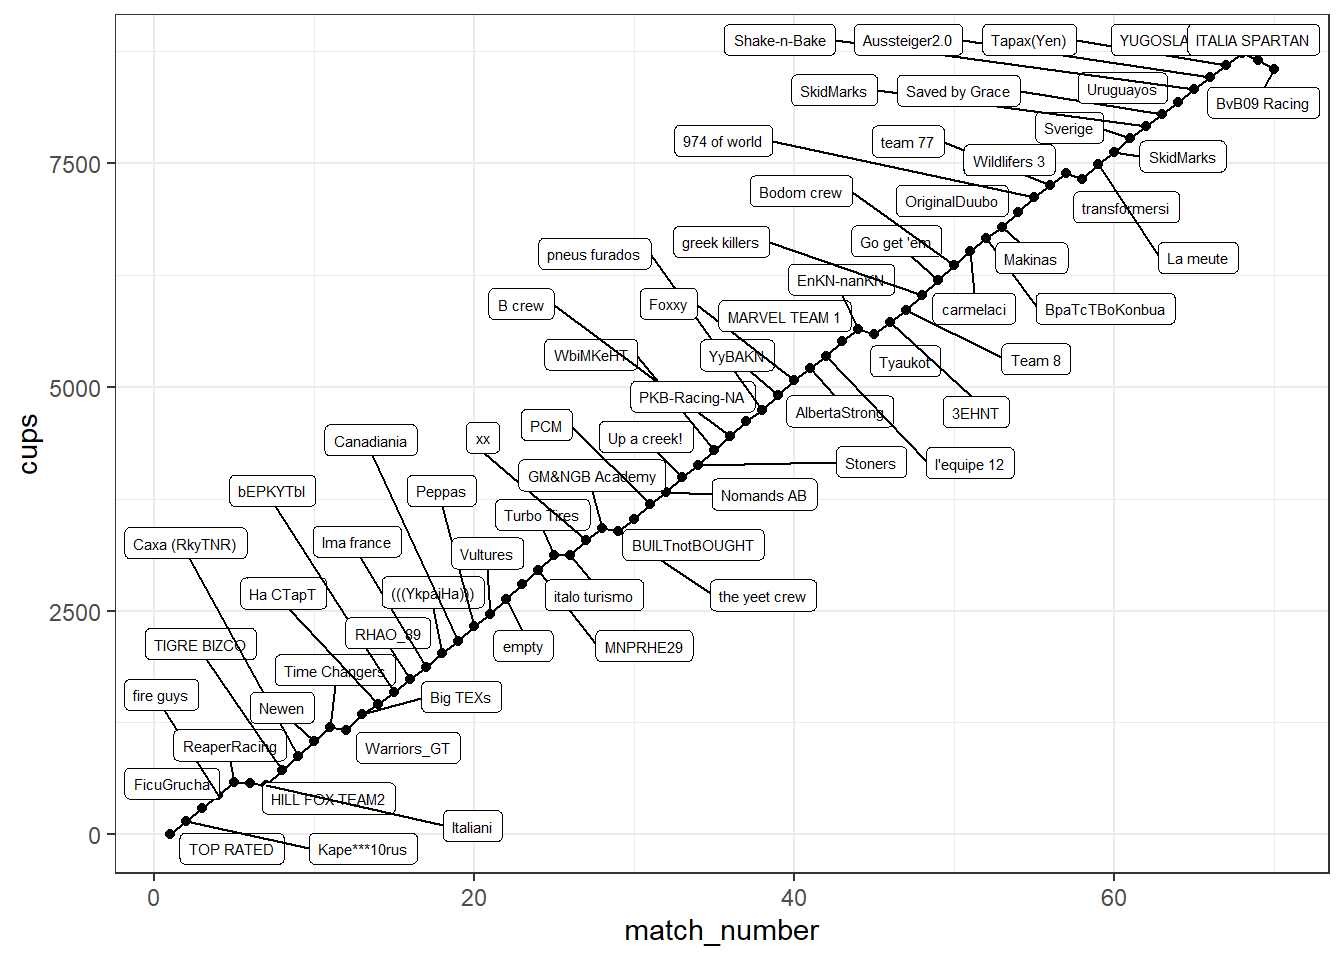 Shake-n-Bake
Aussteiger2.0
Tapax(Yen)
YUGOSLA
ITALIA SPARTAN
SkidMarks
Saved by Grace
Uruguayos
BvB09 Racing
974 of world
team 77
Sverige
Wildlifers 3
SkidMarks
7500
Bodom crew
OriginalDuubo
transformersi
pneus furados
greek killers
Go get 'em
Makinas
La meute
EnKN-nanKN
B crew
Foxxy
MARVEL TEAM 1
carmelaci
BpaTcTBoKonbua
WbiMKeHT
YyBAKN
Tyaukot
Team 8
5000
PKB-Racing-NA
AlbertaStrong
3EHNT
cups
Canadiania
xx
PCM
Up a creek!
Stoners
l'equipe 12
bEPKYTbI
Peppas
GM&NGB Academy
Nomands AB
Caxa (RkyTNR)
Ima france
Turbo Tires
Vultures
BUILTnotBOUGHT
Ha CTapT
(((YkpaiHa)))
italo turismo
the yeet crew
2500
TIGRE BIZCO
RHAO_89
empty
MNPRHE29
fire guys
Time Changers
Newen
Big TEXs
ReaperRacing
Warriors_GT
FicuGrucha
HILL FOX TEAM2
Italiani
0
TOP RATED
Kape***10rus
0
20
40
60
match_number